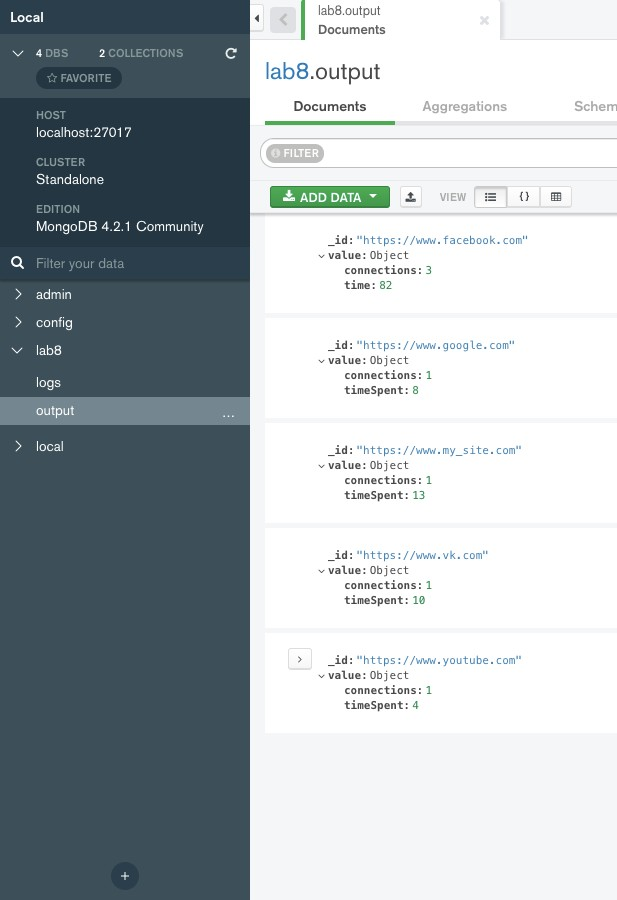 Local
4 DBS 2 COLLECTIONS
FAVORITE
HOST
localhost:27017
CLUSTER
Standalone
EDITION
MongoDB 4.2.1 Community
Filter your data
admin
config
lab8
logs
output ...
local
+
lab8.output
Documents
lab8.output
Documents Aggregations Schem
FILTER
ADD DATA VIEW {}
_id: "https://www.facebook.com"
value: Object
connections: 3
time: 82
_id: "https://www.google.com"
value: Object
connections: 1
timeSpent: 8
_id: "https://www.my_site.com"
value: Object
connections: 1
timeSpent: 13
_id: "https://www.vk.com"
value: Object
connections: 1
timeSpent: 10
_id: "https://www.youtube.com"
value: Object
connections: 1
timeSpent: 4